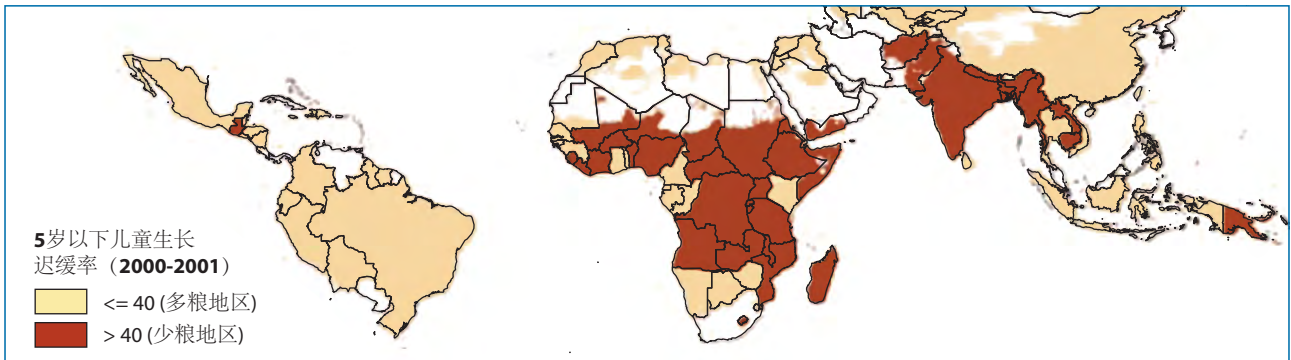 5岁以下儿童生长
迟缓率（2000-2001）
<= 40 (多粮地区)
> 40 (少粮地区)